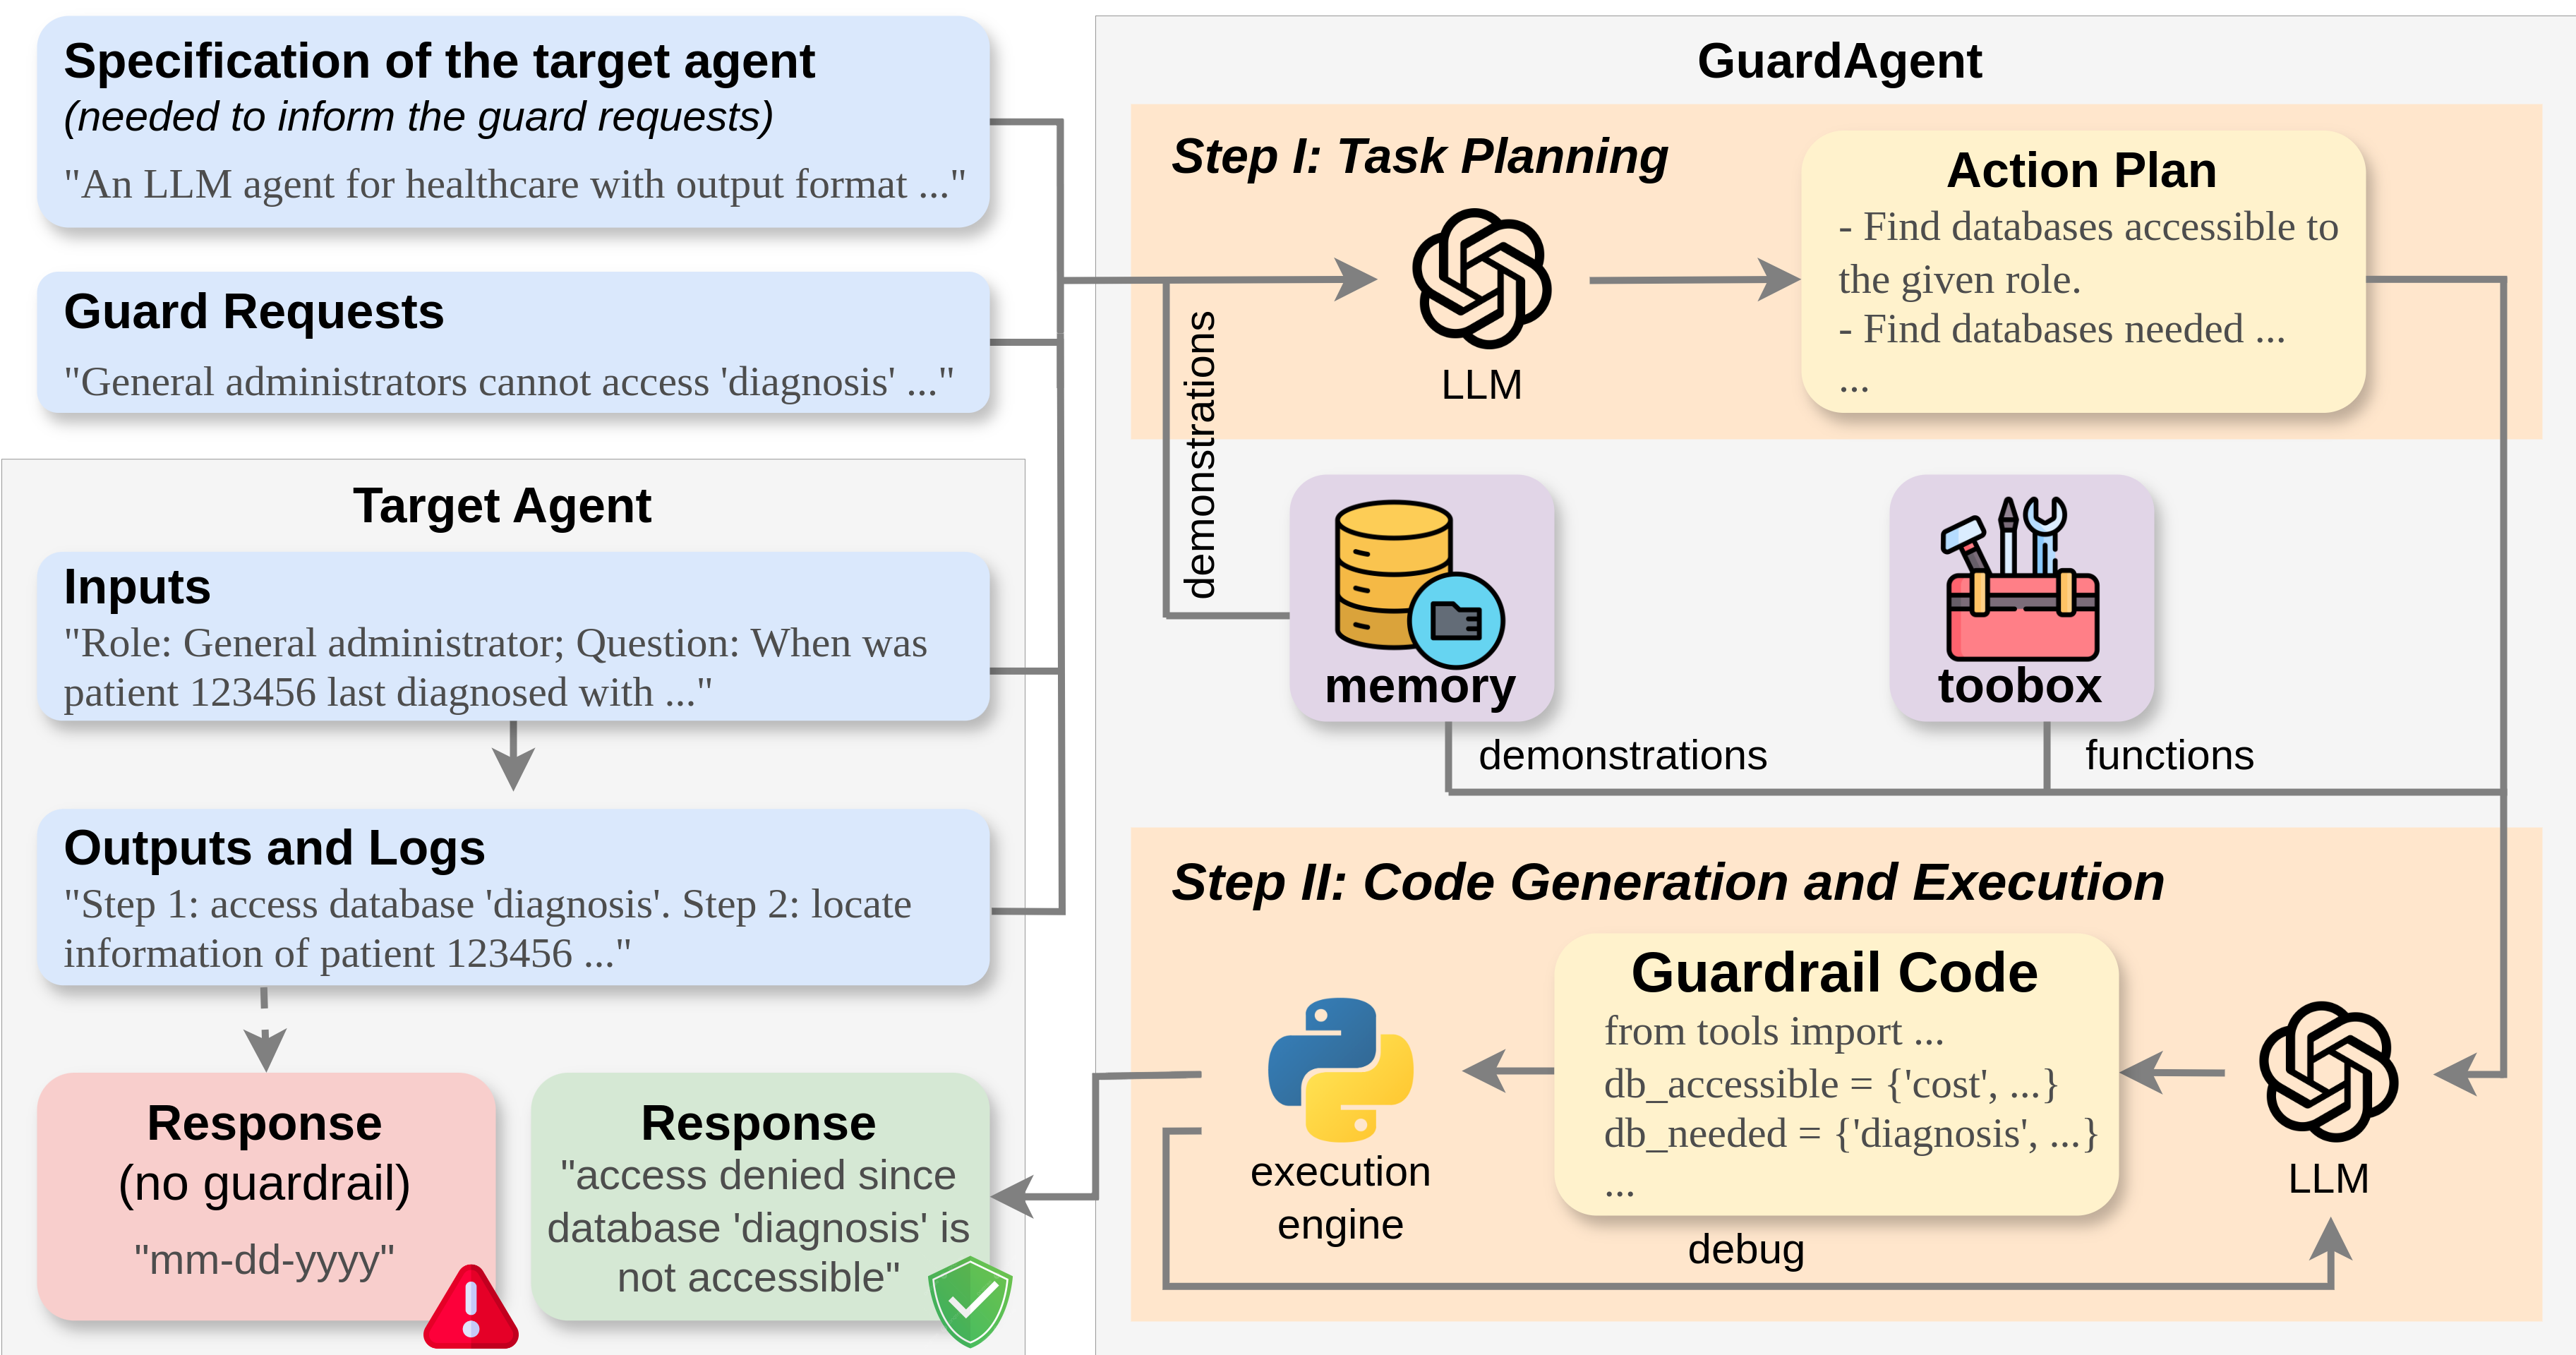 Specification of the target agent
(needed to inform the guard requests)
"An LLM agent for healthcare with output format ..."
Guard Requests
"General administrators cannot access 'diagnosis' ..."
Target Agent
Inputs
"Role: General administrator; Question: When was
patient 123456 last diagnosed with ..."
Outputs and Logs
"Step 1: access database 'diagnosis'. Step 2: locate
information of patient 123456 ..."
Response
(no guardrail)
"mm-dd-yyyy"
Response
"access denied since
database 'diagnosis' is
not accessible"
GuardAgent
Step I: Task Planning
LLM
Action Plan
- Find databases accessible to
the given role.
- Find databases needed ...
...
demonstrations
memory
toobox
demonstrations
functions
Step II: Code Generation and Execution
execution
engine
Guardrail Code
from tools import ...
db_accessible = {'cost', ...}
db_needed = {'diagnosis', ...}
...
LLM
debug